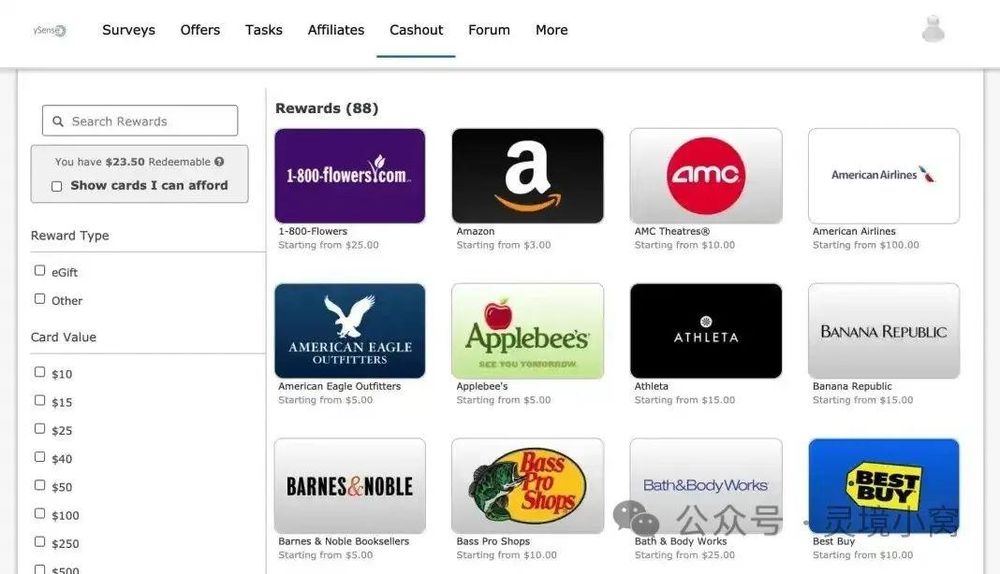 ySense
Surveys Offers Tasks Affiliates Cashout Forum More
Search Rewards
You have $23.50 Redeemable ?
Show cards I can afford
Reward Type
eGift
Other
Card Value
$10
$15
$25
$40
$50
$100
$250
$500
Rewards (88)
1-800-flowers.com
a
amc
American Airlines
1-800-Flowers
Amazon
AMC Theatres®
American Airlines
Starting from $25.00
Starting from $3.00
Starting from $10.00
Starting from $100.00
AMERICAN EAGLE
OUTFITTERS
Applebee's
SEE YOU TOMORROW
ATHLETA
BANANA REPUBLIC
American Eagle Outfitters
Applebee's
Athleta
Banana Republic
Starting from $5.00
Starting from $5.00
Starting from $15.00
Starting from $15.00
BARNES&NOBLE
Bass
Pro
Shops
Bath&BodyWorks
BEST
BUY
公众号·灵境小窝
Barnes & Noble Booksellers
Bass Pro Shops
Bath & Body Works
Best Buy
Starting from $5.00
Starting from $10.00
Starting from $25.00
Starting from $10.00